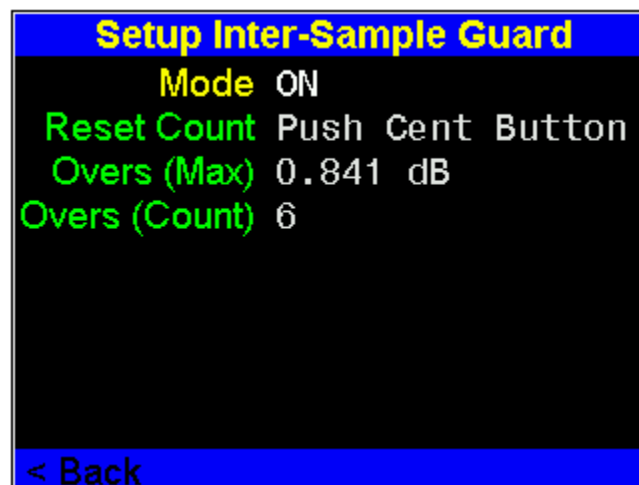 Setup Inter-Sample Guard
Mode ON
Reset Count Push Cent Button
Overs (Max) 0.841 dB
Overs (Count) 6
< Back